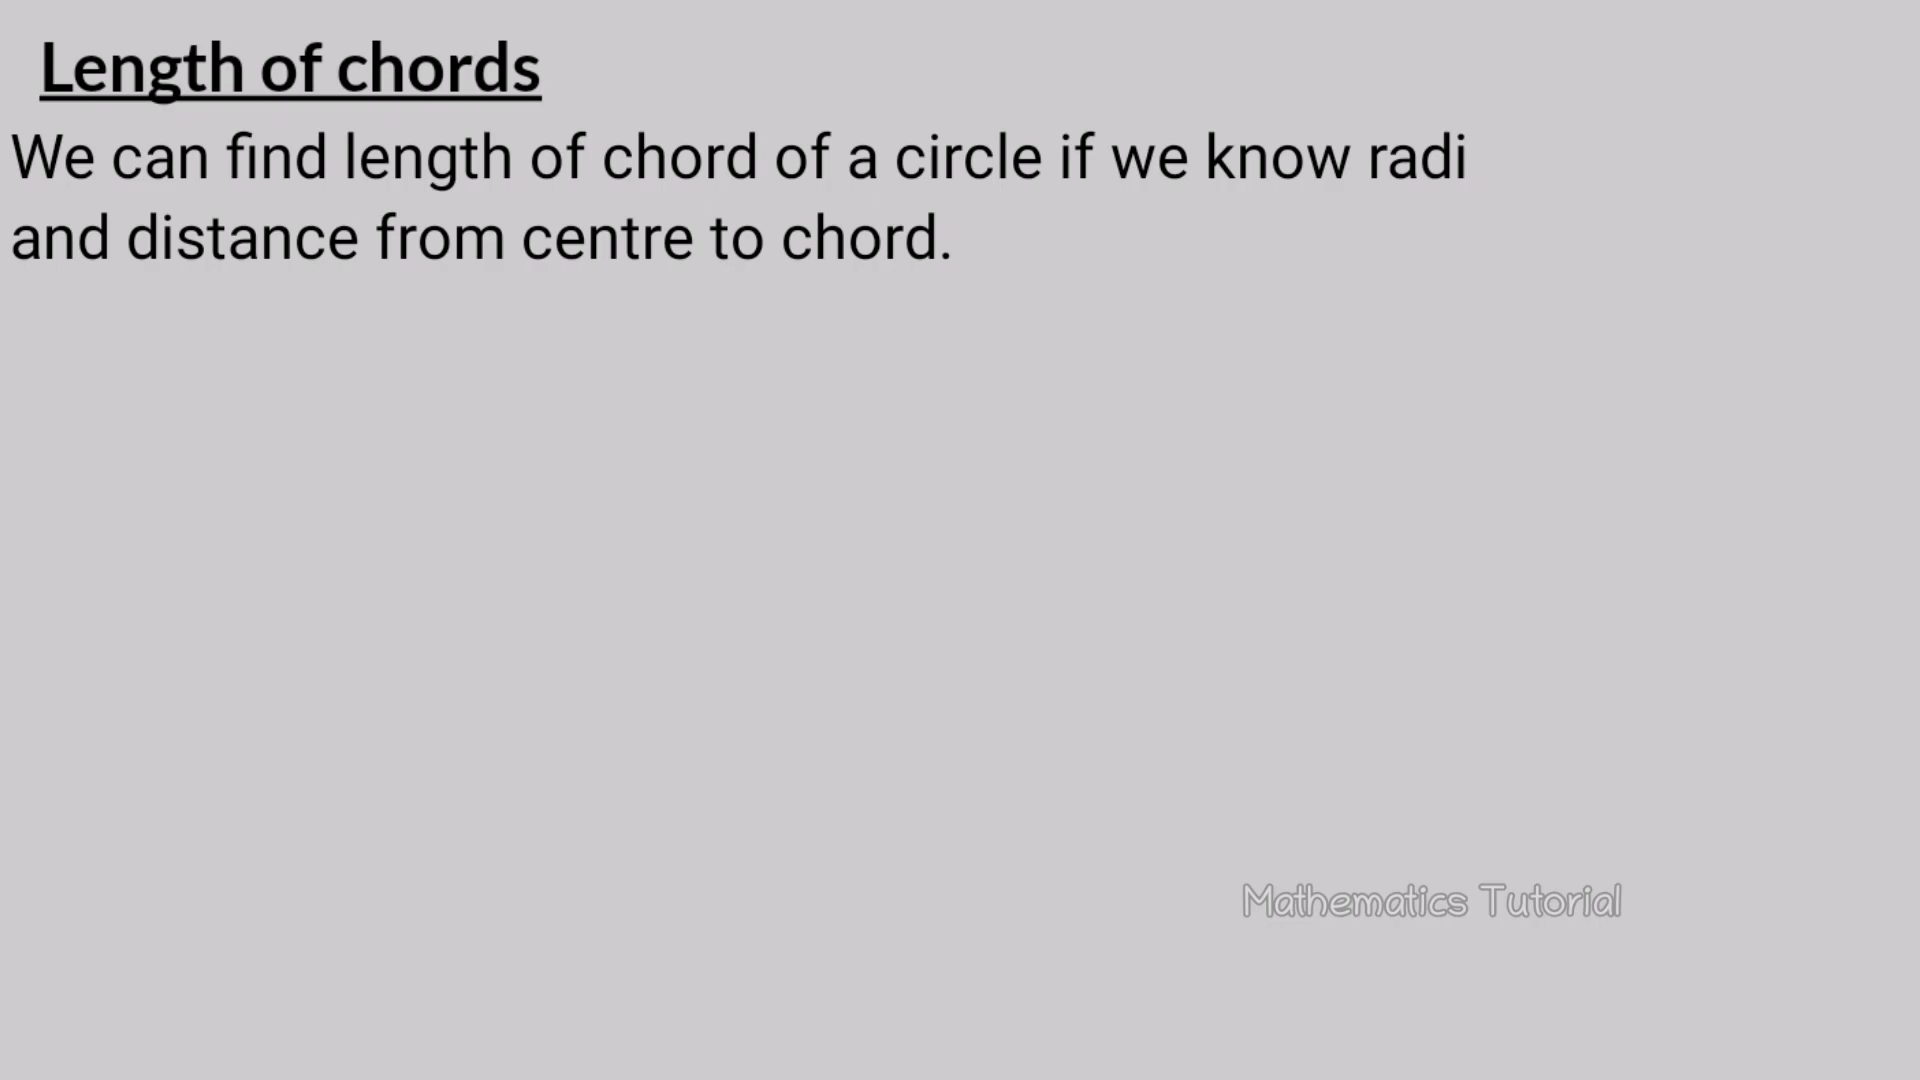 Length of chords
We can find length of chord of a circle if we know radi
and distance from centre to chord.
Mathematics Tutorial